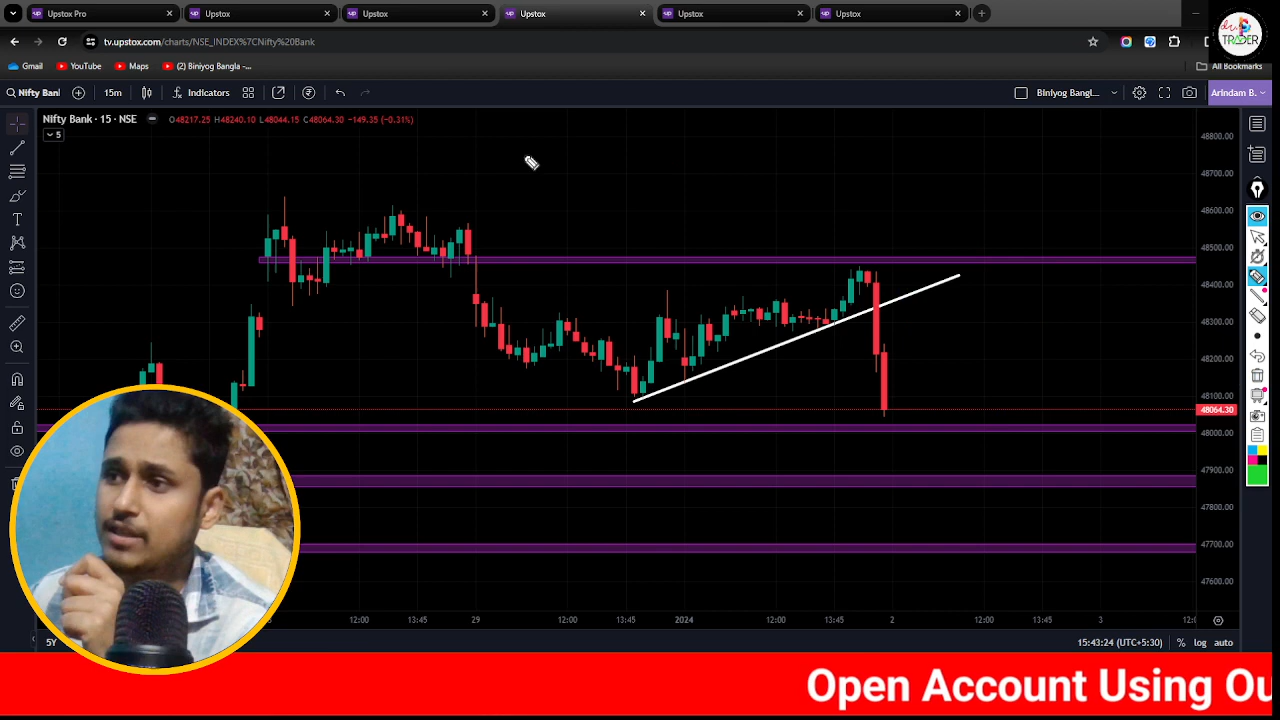 Upstox Pro
Upstox
Upstox
Upstox
Upstox
Upstox
TRADER
tv.upstox.com/charts/NSE_INDEX%7CNifty%20Bank
Gmail
YouTube
Maps
(2) Biniyog Bangla -...
All Bookmarks
Nifty Ban
15m
Indicators
Biniyog Bangl...
Arindam B.
Nifty Bank · 15 · NSE
O48217.25 H48240.10 L48044.15 C48064.30 −149.35 (−0.31%)
5
48800.00
48700.00
48600.00
48500.00
48400.00
48300.00
48200.00
48100.00
48064.30
48000.00
47900.00
47800.00
47700.00
47600.00
12:00
13:45
29
12:00
13:45
2024
12:00
13:45
2
12:00
13:45
3
5Y
15:43:24 (UTC+5:30)
%
log
auto
Open Account Using Ou